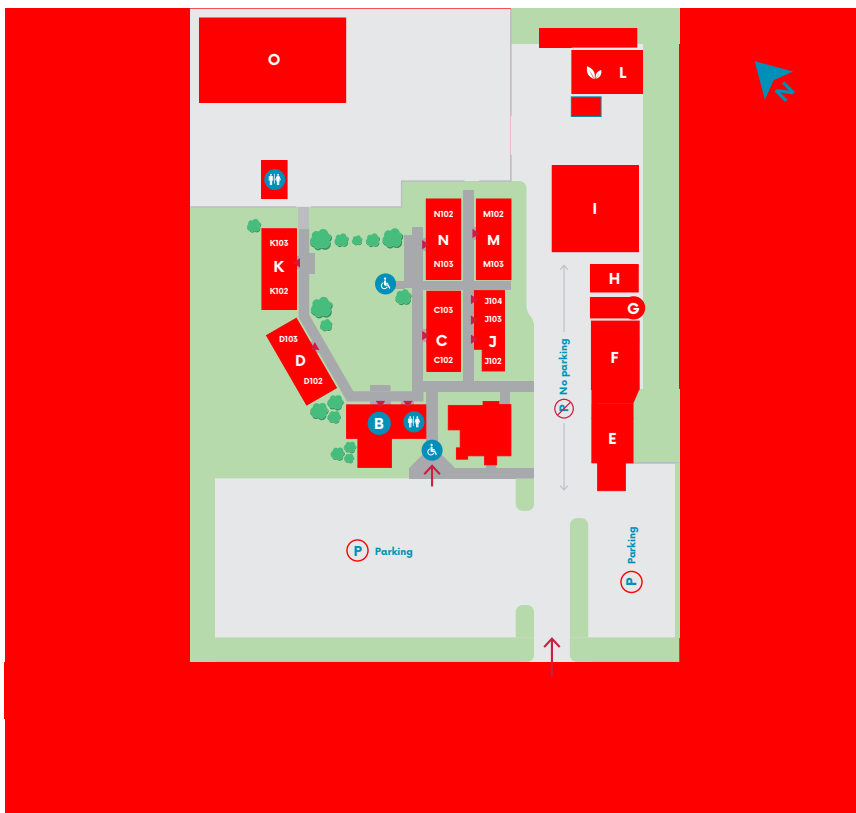 O
L
N
N102
M102
I
K103
N
M
K
N103
M103
K102
H
J104
C103
G
J103
D103
C
J
F
D
C102
J102
D102
P No parking
B
E
P Parking
P Parking